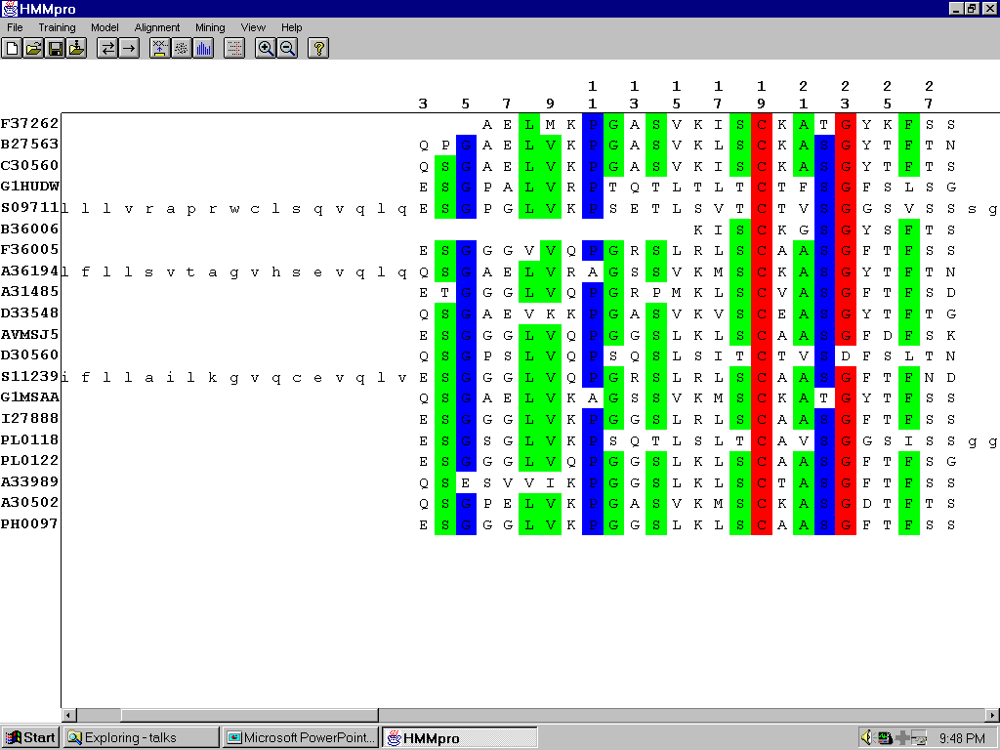 HMMpro
File Training Model Alignment Mining View Help
1 1 1 1 1 2 2 2 2
3 5 7 9 1 3 5 7 9 1 3 5 7
F37262 A E L M K P G A S V K I S C K A T G Y K F S S
B27563 Q P G A E L V K P G A S V K L S C K A S G Y T F T N
C30560 Q S G A E L V K P G A S V K I S C K A S G Y T F T S
G1HUDW E S G P A L V R P T Q T L T L T C T F S G F S L S G
S09711 l l l v r a p r w c l s q v q l q E S G P G L V K P S E T L S V T C T V S G G S V S S s g
B36006 K I S C K G S G Y S F T S
F36005 E S G G G V V Q P G R S L R L S C A A S G F T F S S
A36194 l f l l s v t a g v h s e v q l q Q S G A E L V R A G S S V K M S C K A S G Y T F T N
A31485 E T G G G L V Q P G R P M K L S C V A S G F T F S D
D33548 Q S G A E V K K P G A S V K V S C E A S G Y T F T G
AVMSJ5 E S G G G L V Q P G G S L K L S C A A S G F D F S K
D30560 Q S G P S L V Q P S Q S L S I T C T V S D F S L T N
S11239 i f l l a i l k g v q c e v q l v E S G G G L V Q P G R S L R L S C A A S G F T F N D
G1MSAA Q S G A E L V K A G S S V K M S C K A T G Y T F S S
I27888 E S G G G L V K P G G S L R L S C A A S G F T F S S
PL0118 E S G S G L V K P S Q T L S L T C A V S G G S I S S g g
PL0122 E S G G G L V Q P G G S L K L S C A A S G F T F S G
A33989 Q S E S V V I K P G G S L K L S C T A S G F T F S S
A30502 Q S G P E L V K P G A S V K M S C K A S G D T F T S
PH0097 E S G G G L V K P G G S L K L S C A A S G F T F S S
Start Exploring - talks Microsoft PowerPoint... HMMpro 9:48 PM